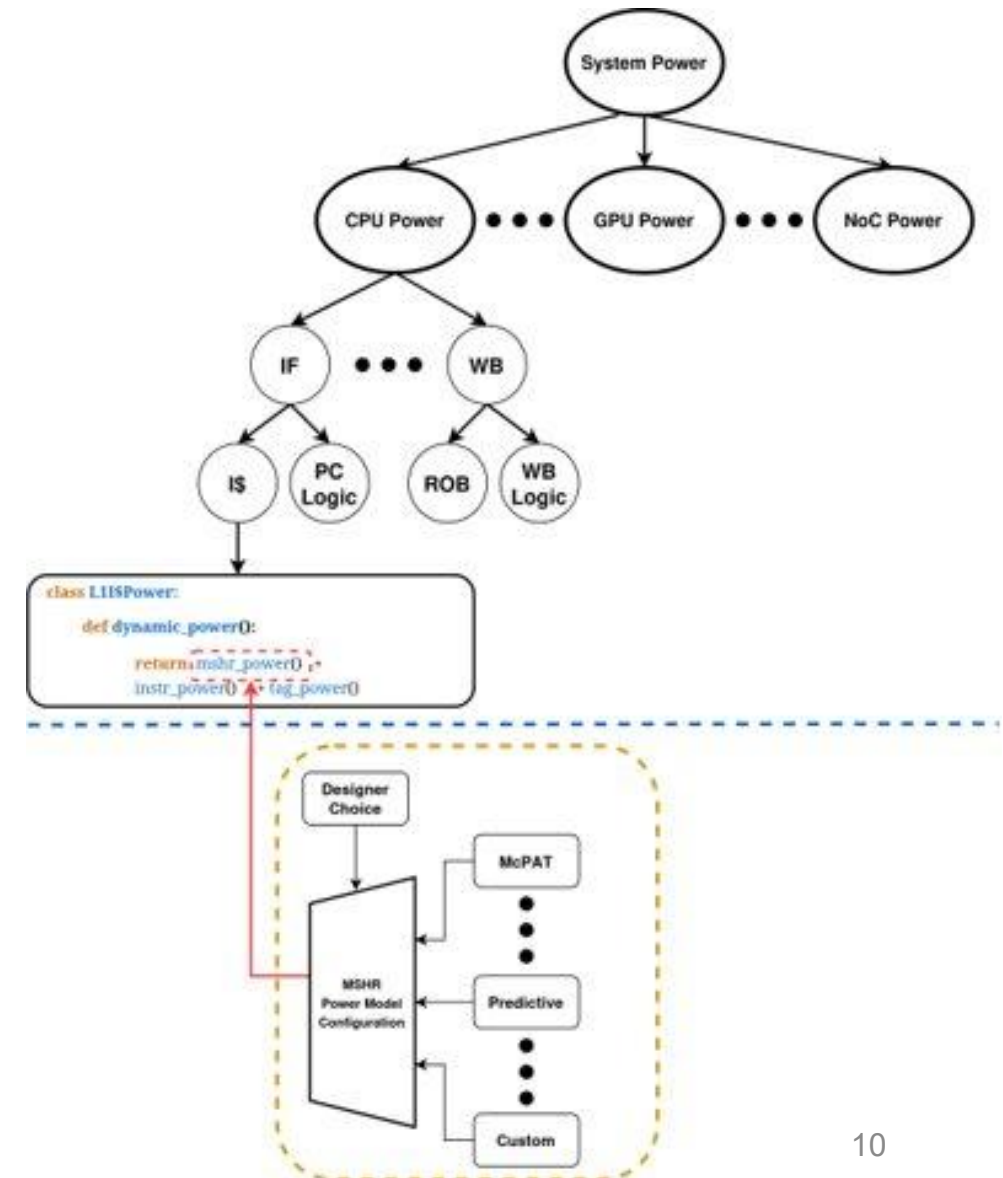 System Power
CPU Power
GPU Power
NoC Power
IF
WB
I$
PC
Logic
ROB
WB
Logic
class L1I$Power:
def dynamic_power():
return mshr_power() +
instr_power() + tag_power()
Designer
Choice
McPAT
MSHR
Power Model
Configuration
Predictive
Custom
10